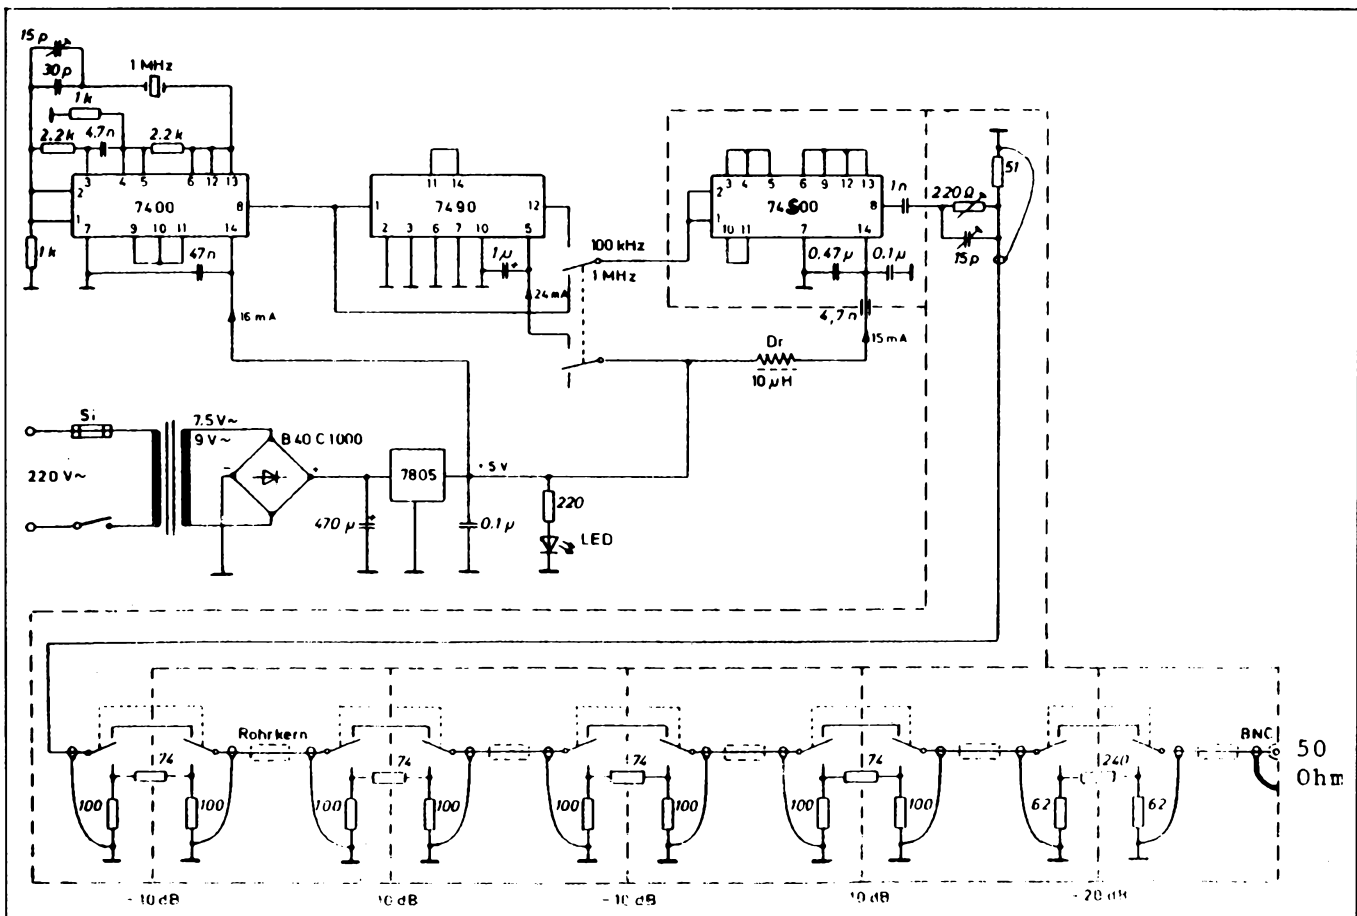 15 p
30 p
1 MHz
1 k
2.2 k
4.7 n
2.2 k
3 4 5 6 12 13
2
7400
8
1
7 9 10 11 14
1 k
47 n
16 mA
11 14
1
7490
12
2 3 6 7 10 5
1 µ
+
24 mA
100 kHz
1 MHz
3 4 5 6 9 12 13
2
74S00
8
1
10 11 7 14
1 n
220 Ω
51
15 p
0.47 µ
0.1 µ
4,7 n
15 mA
Dr
10 µH
Si
7.5 V~
9 V~
B 40 C 1000
220 V~
-
+
7805
+ 5 V
470 µ
+
0.1 µ
220
LED
Rohrkern
BNC
50
Ohm
74
74
74
74
240
100
100
100
100
100
100
100
100
62
62
- 10 dB
10 dB
- 10 dB
10 dB
- 20 dB